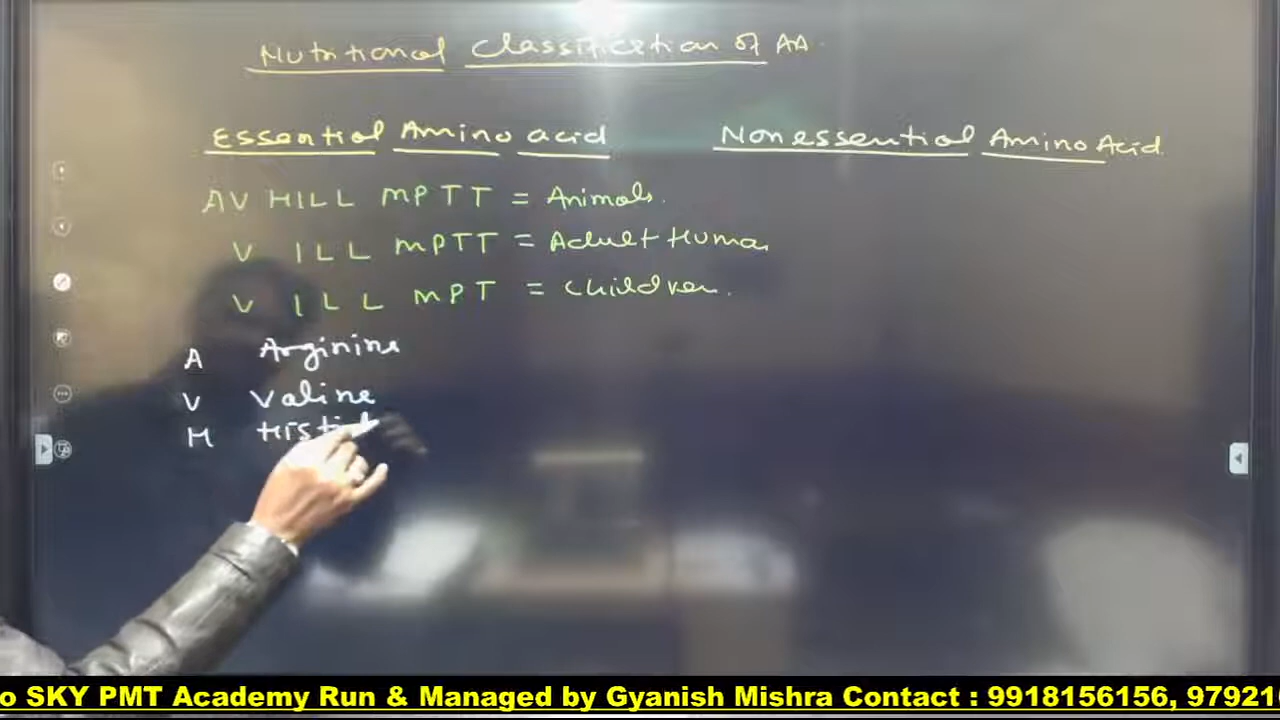 Nutritional Classification of AA.
Essential Amino acid
Nonessential Amino Acid.
AV HILL MPTT = Animals.
V ILL MPTT = Adult Human
V ILL MPT = Children.
A Arginine
V Valine
H
o SKY PMT Academy Run & Managed by Gyanish Mishra Contact : 9918156156, 97921